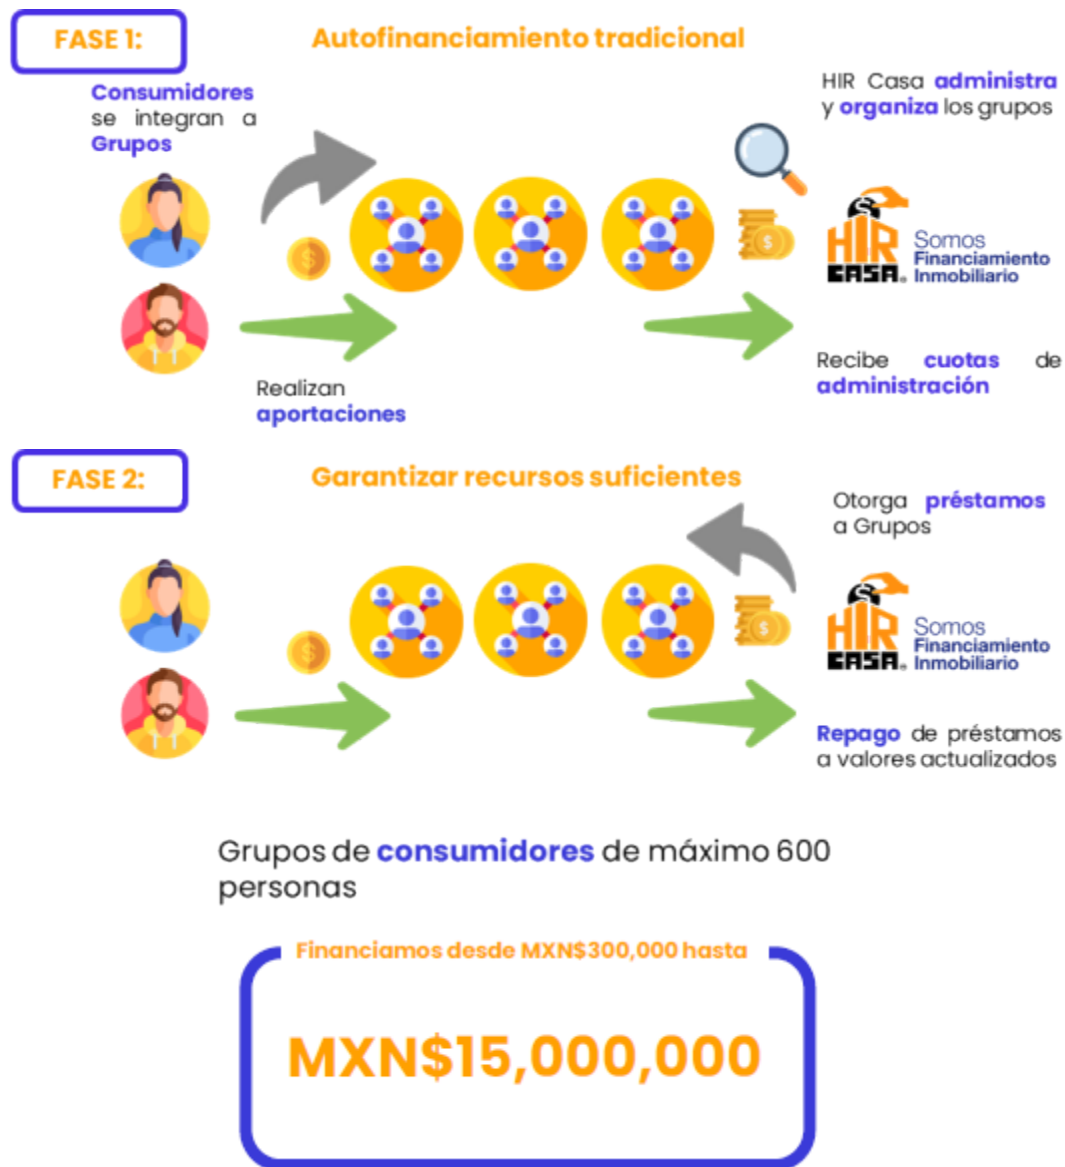 FASE 1:
Autofinanciamiento tradicional
Consumidores
se integran a
Grupos
HIR Casa administra
y organiza los grupos
HIR
CASA®
Somos
Financiamiento
Inmobiliario
Realizan
aportaciones
Recibe cuotas de
administración
FASE 2:
Garantizar recursos suficientes
Otorga préstamos
a Grupos
HIR
CASA®
Somos
Financiamiento
Inmobiliario
Repago de préstamos
a valores actualizados
Grupos de consumidores de máximo 600
personas
Financiamos desde MXN$300,000 hasta
MXN$15,000,000